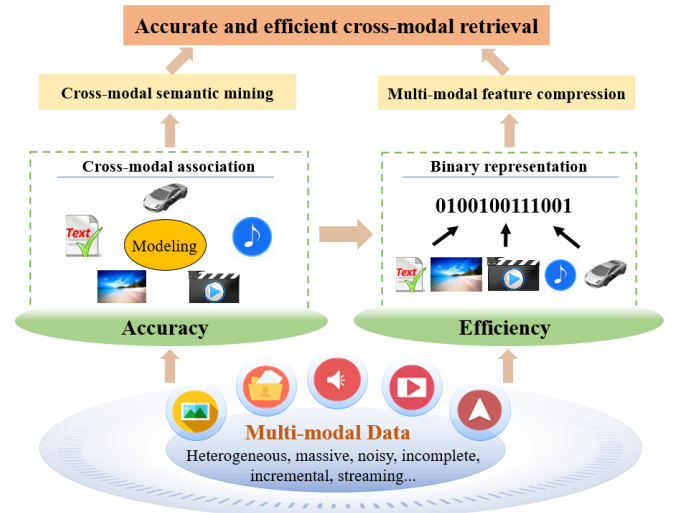 Accurate and efficient cross-modal retrieval
Cross-modal semantic mining
Multi-modal feature compression
Cross-modal association
Text
Modeling
Accuracy
Binary representation
0100100111001
Text
Efficiency
Multi-modal Data
Heterogeneous, massive, noisy, incomplete,
incremental, streaming...